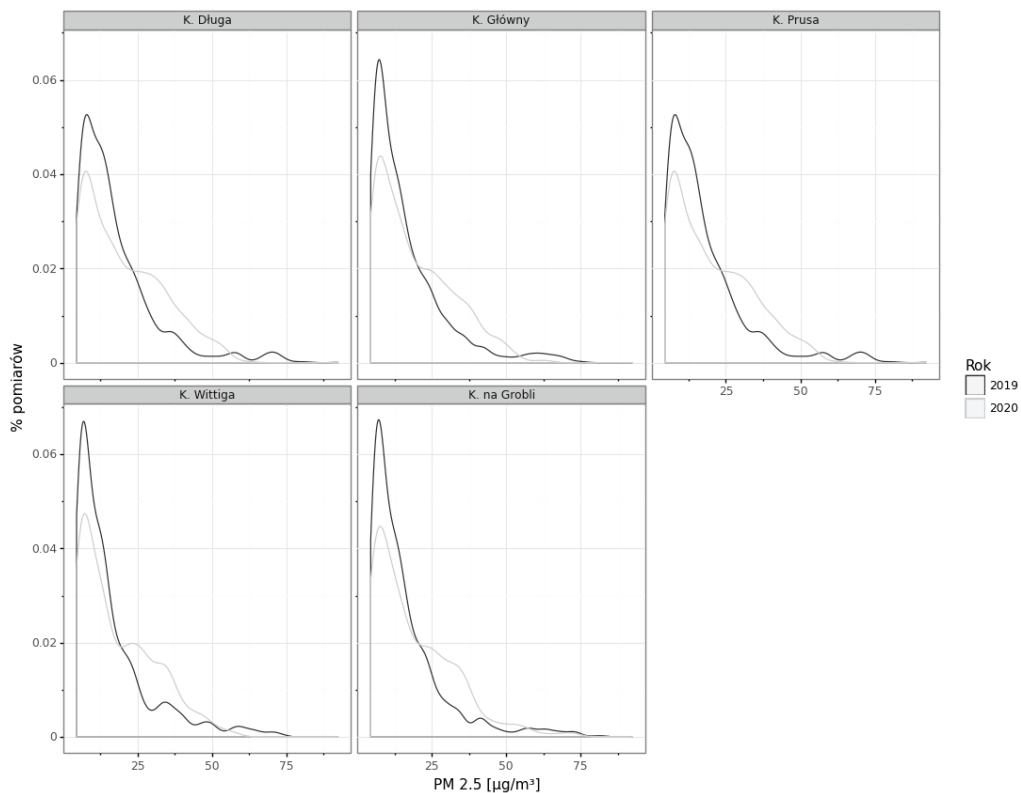 K. Długa
K. Główny
K. Prusa
0.06
0.04
0.02
0
25
50
75
% pomiarów
K. Wittiga
K. na Grobli
0.06
0.04
0.02
0
25
50
75
25
50
75
PM 2.5 [µg/m³]
Rok
2019
2020